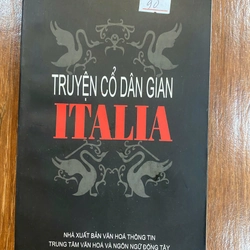 TRUYỆN CỔ DÂN GIAN
ITALIA
NHÀ XUẤT BẢN VĂN HOÁ THÔNG TIN
TRUNG TÂM VĂN HOÁ VÀ NGÔN NGỮ ĐÔNG TÂY